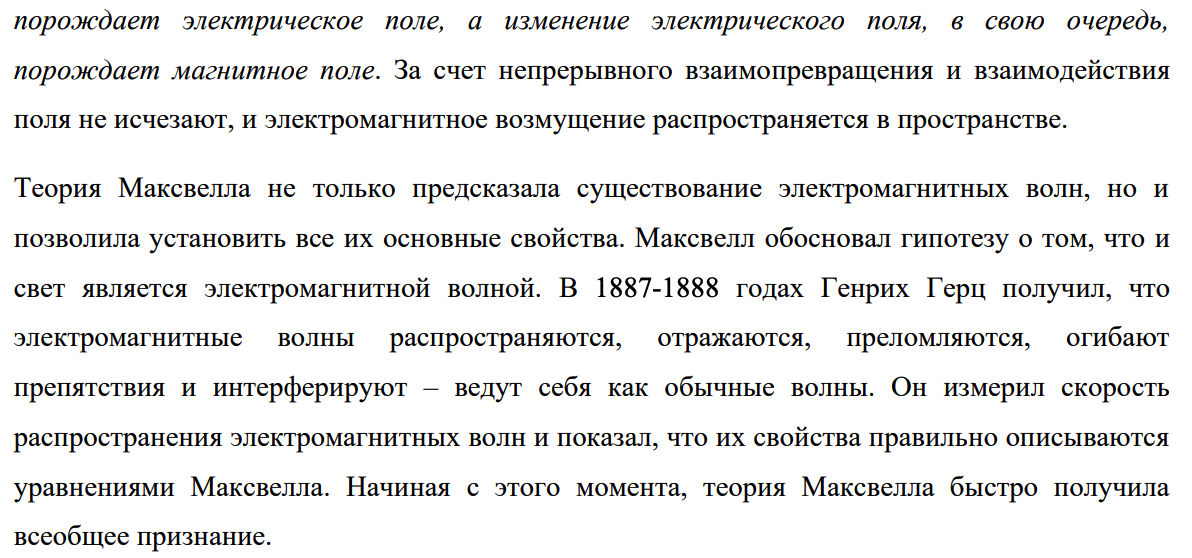 порождает электрическое поле, а изменение электрического поля, в свою очередь,
порождает магнитное поле. За счет непрерывного взаимопревращения и взаимодействия
поля не исчезают, и электромагнитное возмущение распространяется в пространстве.
Теория Максвелла не только предсказала существование электромагнитных волн, но и
позволила установить все их основные свойства. Максвелл обосновал гипотезу о том, что и
свет является электромагнитной волной. В 1887-1888 годах Генрих Герц получил, что
электромагнитные волны распространяются, отражаются, преломляются, огибают
препятствия и интерферируют – ведут себя как обычные волны. Он измерил скорость
распространения электромагнитных волн и показал, что их свойства правильно описываются
уравнениями Максвелла. Начиная с этого момента, теория Максвелла быстро получила
всеобщее признание.